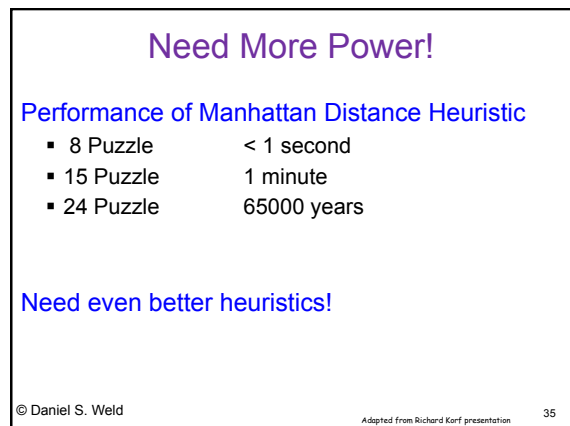 Need More Power!
Performance of Manhattan Distance Heuristic
▪ 8 Puzzle < 1 second
▪ 15 Puzzle 1 minute
▪ 24 Puzzle 65000 years
Need even better heuristics!
© Daniel S. Weld Adapted from Richard Korf presentation 35